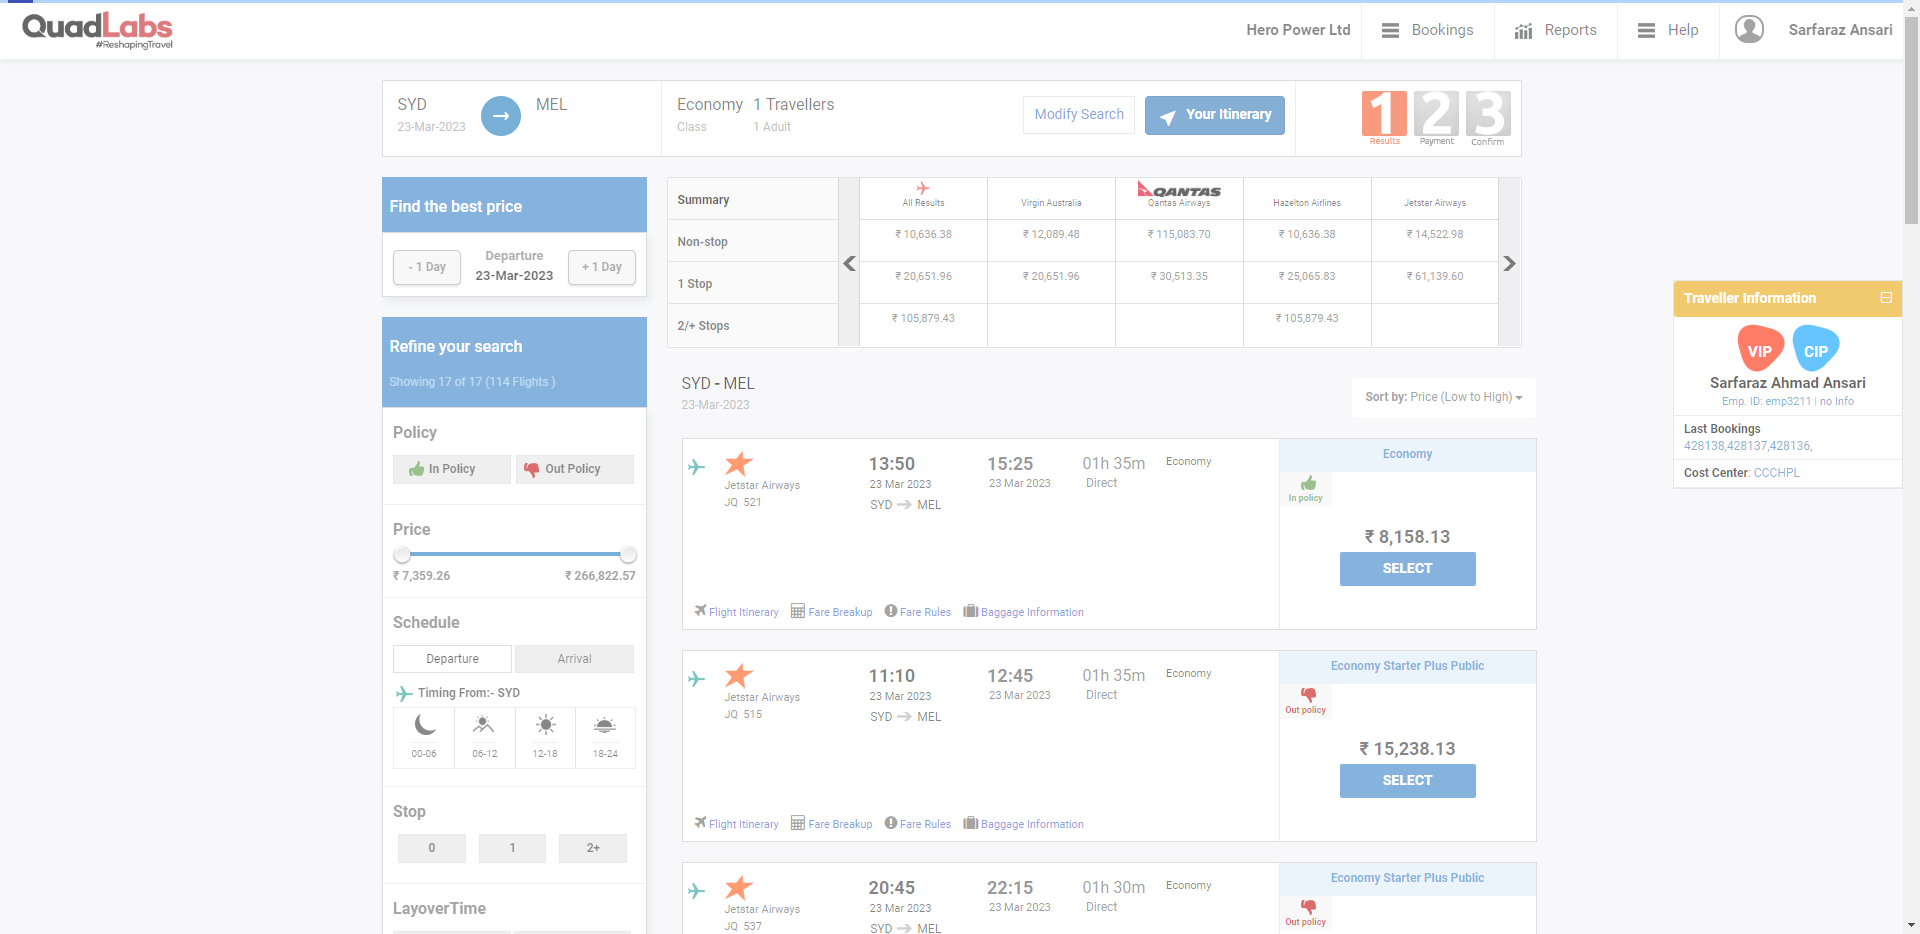 QuadLabs
#ReshapingTravel
Hero Power Ltd
Bookings
Reports
Help
Sarfaraz Ansari
SYD
23-Mar-2023
MEL
Economy
Class
1 Travellers
1 Adult
Modify Search
Your Itinerary
1 2 3
Results Payment Confirm
Find the best price
- 1 Day
Departure
23-Mar-2023
+ 1 Day
Refine your search
Showing 17 of 17 (114 Flights )
Policy
In Policy
Out Policy
Price
₹ 7,359.26
₹ 266,822.57
Schedule
Departure
Arrival
Timing From:- SYD
00-06
06-12
12-18
18-24
Stop
0
1
2+
LayoverTime
Summary
All Results
Virgin Australia
QANTAS
Qantas Airways
Hazelton Airlines
Jetstar Airways
Non-stop
₹ 10,636.38
₹ 12,089.48
₹ 115,083.70
₹ 10,636.38
₹ 14,522.98
1 Stop
₹ 20,651.96
₹ 20,651.96
₹ 30,513.35
₹ 25,065.83
₹ 61,139.60
2/+ Stops
₹ 105,879.43
₹ 105,879.43
SYD - MEL
23-Mar-2023
Sort by: Price (Low to High)
Jetstar Airways
JQ 521
13:50
23 Mar 2023
SYD MEL
15:25
23 Mar 2023
01h 35m
Direct
Economy
Economy
In policy
₹ 8,158.13
SELECT
Flight Itinerary
Fare Breakup
Fare Rules
Baggage Information
Jetstar Airways
JQ 515
11:10
23 Mar 2023
SYD MEL
12:45
23 Mar 2023
01h 35m
Direct
Economy
Economy Starter Plus Public
Out policy
₹ 15,238.13
SELECT
Flight Itinerary
Fare Breakup
Fare Rules
Baggage Information
Jetstar Airways
JQ 537
20:45
23 Mar 2023
SYD MEL
22:15
23 Mar 2023
01h 30m
Direct
Economy
Economy Starter Plus Public
Out policy
Traveller Information
VIP
CIP
Sarfaraz Ahmad Ansari
Emp. ID: emp3211 | no Info
Last Bookings
428138,428137,428136,
Cost Center: CCCHPL